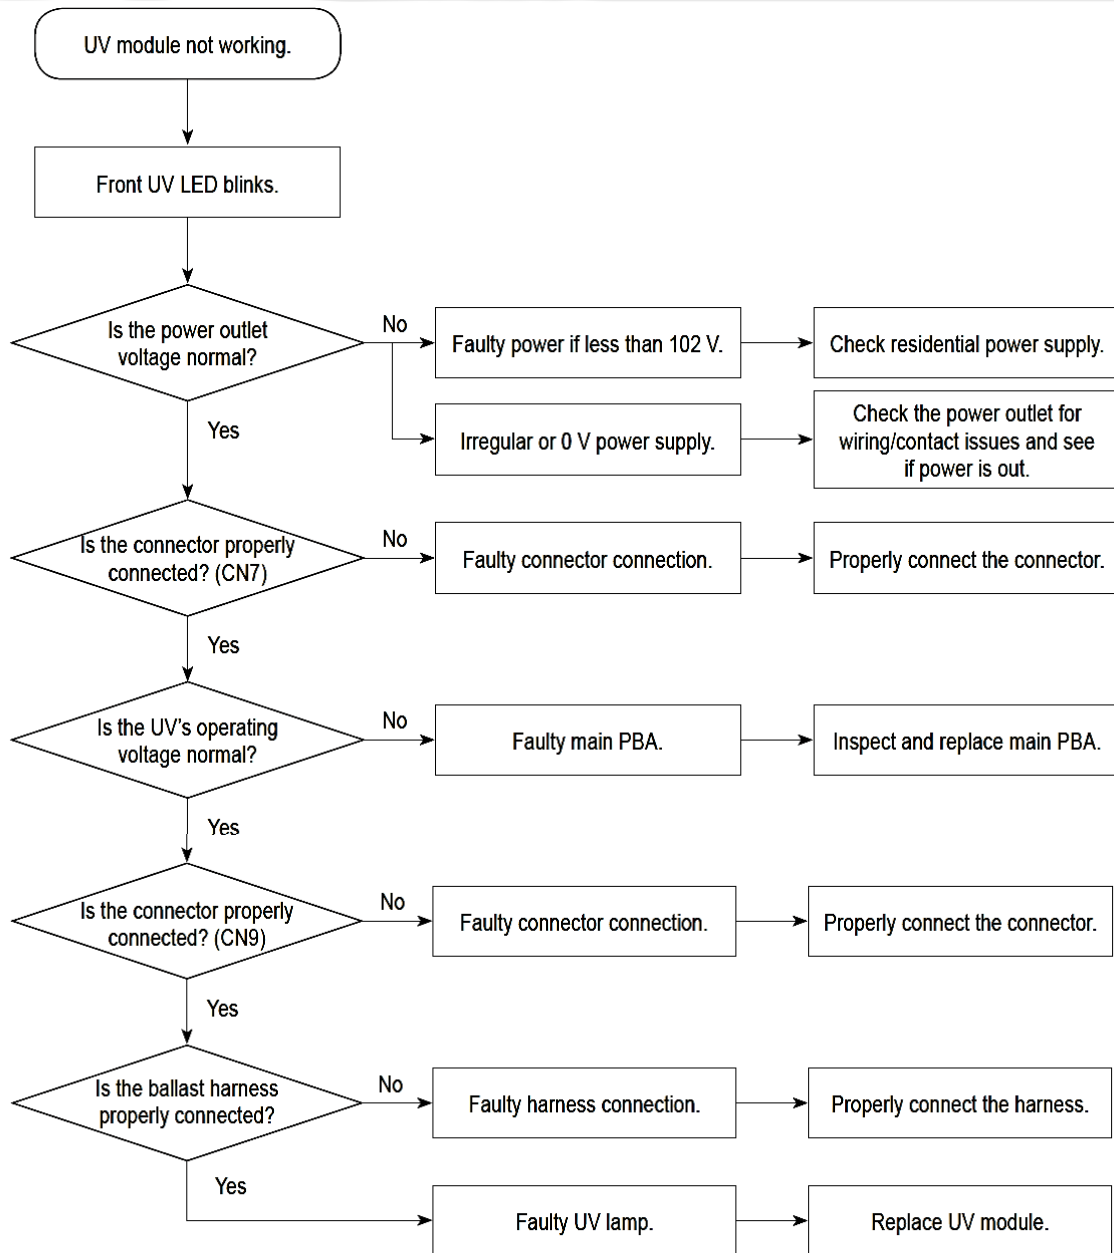 UV module not working.
Front UV LED blinks.
Is the power outlet
voltage normal?
No
Faulty power if less than 102 V.
Check residential power supply.
Yes
Irregular or 0 V power supply.
Check the power outlet for
wiring/contact issues and see
if power is out.
Is the connector properly
connected? (CN7)
No
Faulty connector connection.
Properly connect the connector.
Yes
Is the UV’s operating
voltage normal?
No
Faulty main PBA.
Inspect and replace main PBA.
Yes
Is the connector properly
connected? (CN9)
No
Faulty connector connection.
Properly connect the connector.
Yes
Is the ballast harness
properly connected?
No
Faulty harness connection.
Properly connect the harness.
Yes
Faulty UV lamp.
Replace UV module.